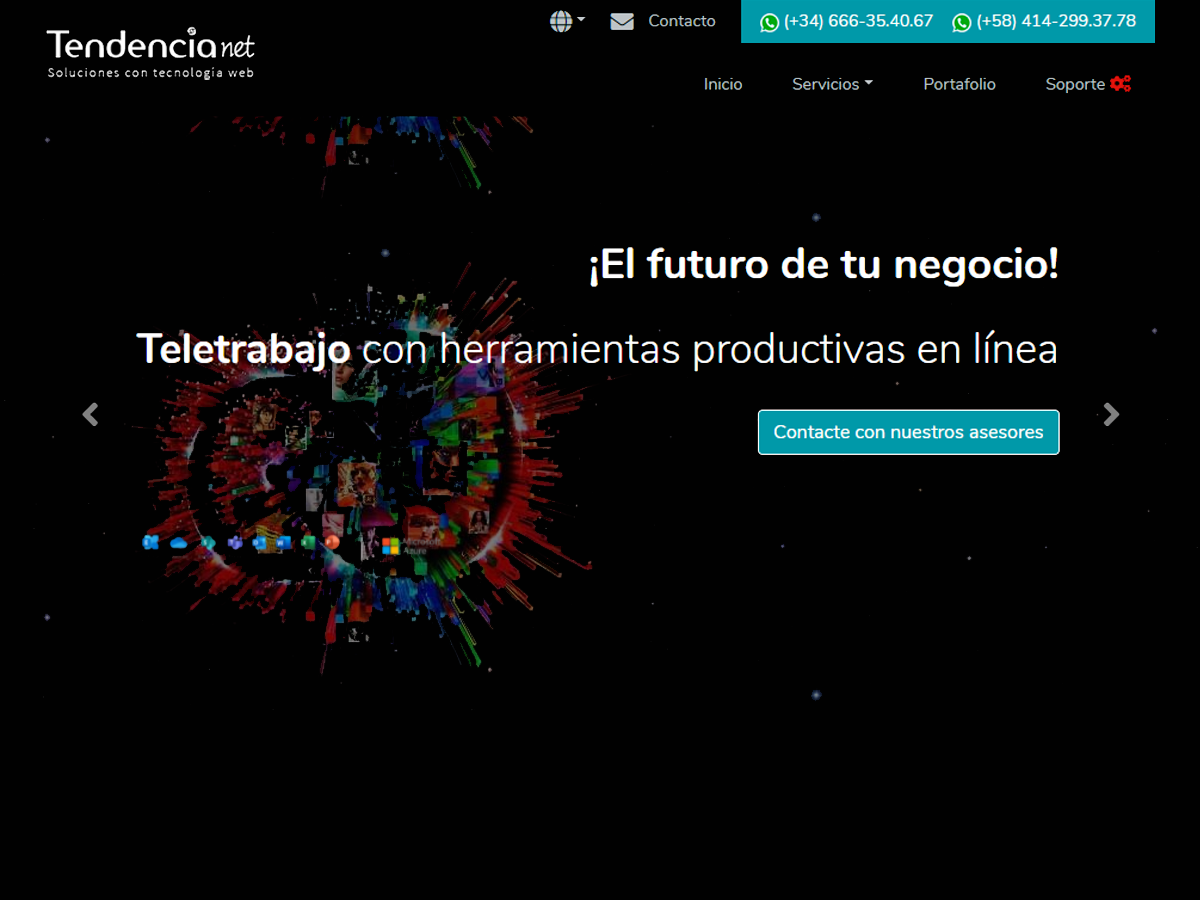 Contacto
(+34) 666-35.40.67
(+58) 414-299.37.78
Tendencia net
Soluciones con tecnología web
Inicio
Servicios
Portafolio
Soporte
¡El futuro de tu negocio!
Teletrabajo con herramientas productivas en línea
Contacte con nuestros asesores
Microsoft
Azure